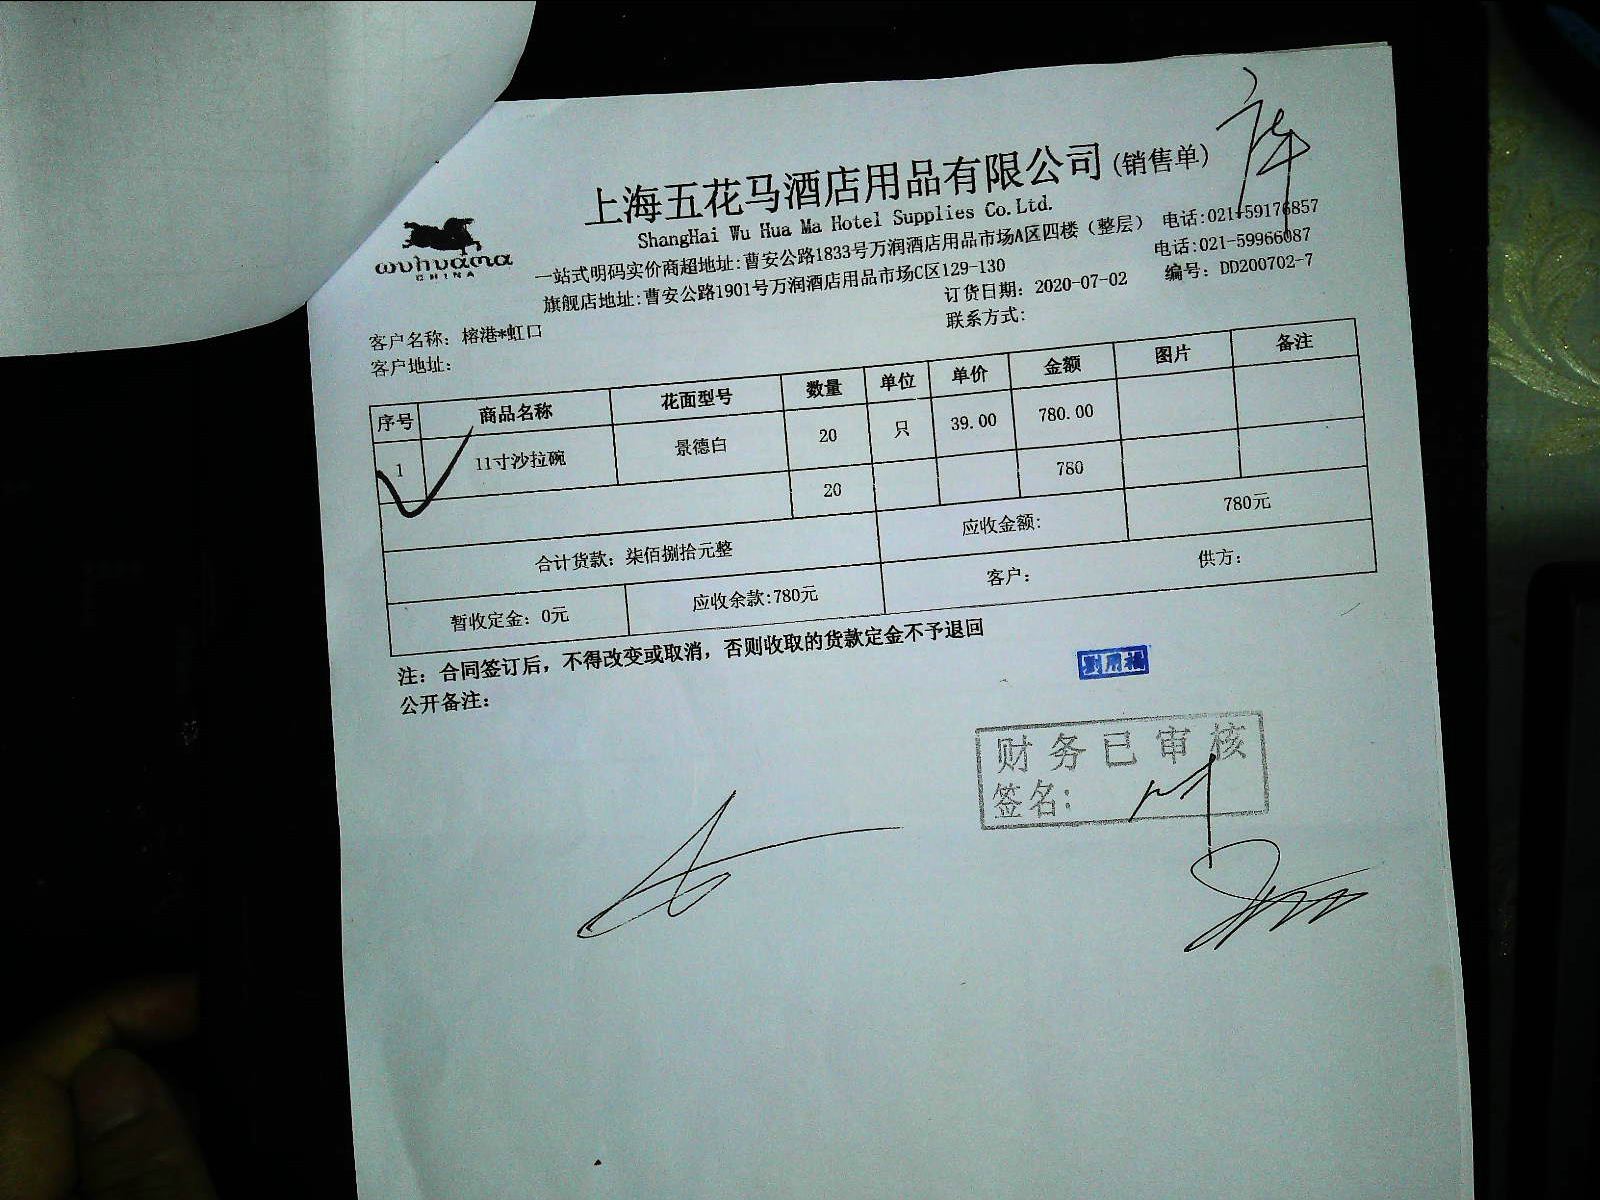 库
上海五花马酒店用品有限公司(销售单)
ShangHai Wu Hua Ma Hotel Supplies Co.Ltd.
wuhuama
CHINA
一站式明码实价商超地址:曹安公路1833号万润酒店用品市场A区四楼（整层） 电话:021-59176857
旗舰店地址:曹安公路1901号万润酒店用品市场C区129-130 电话:021-59966087
订货日期: 2020-07-02 编号: DD200702-7
客户名称: 榕港*虹口 联系方式:
客户地址:
序号 商品名称 花面型号 数量 单位 单价 金额 图片 备注
1 11寸沙拉碗 景德白 20 只 39.00 780.00
20 780
合计货款: 柒佰捌拾元整 应收金额: 780元
暂收定金: 0元 应收余款:780元 客户: 供方:
注: 合同签订后, 不得改变或取消, 否则收取的货款定金不予退回
公开备注:
财务已审核
签名: